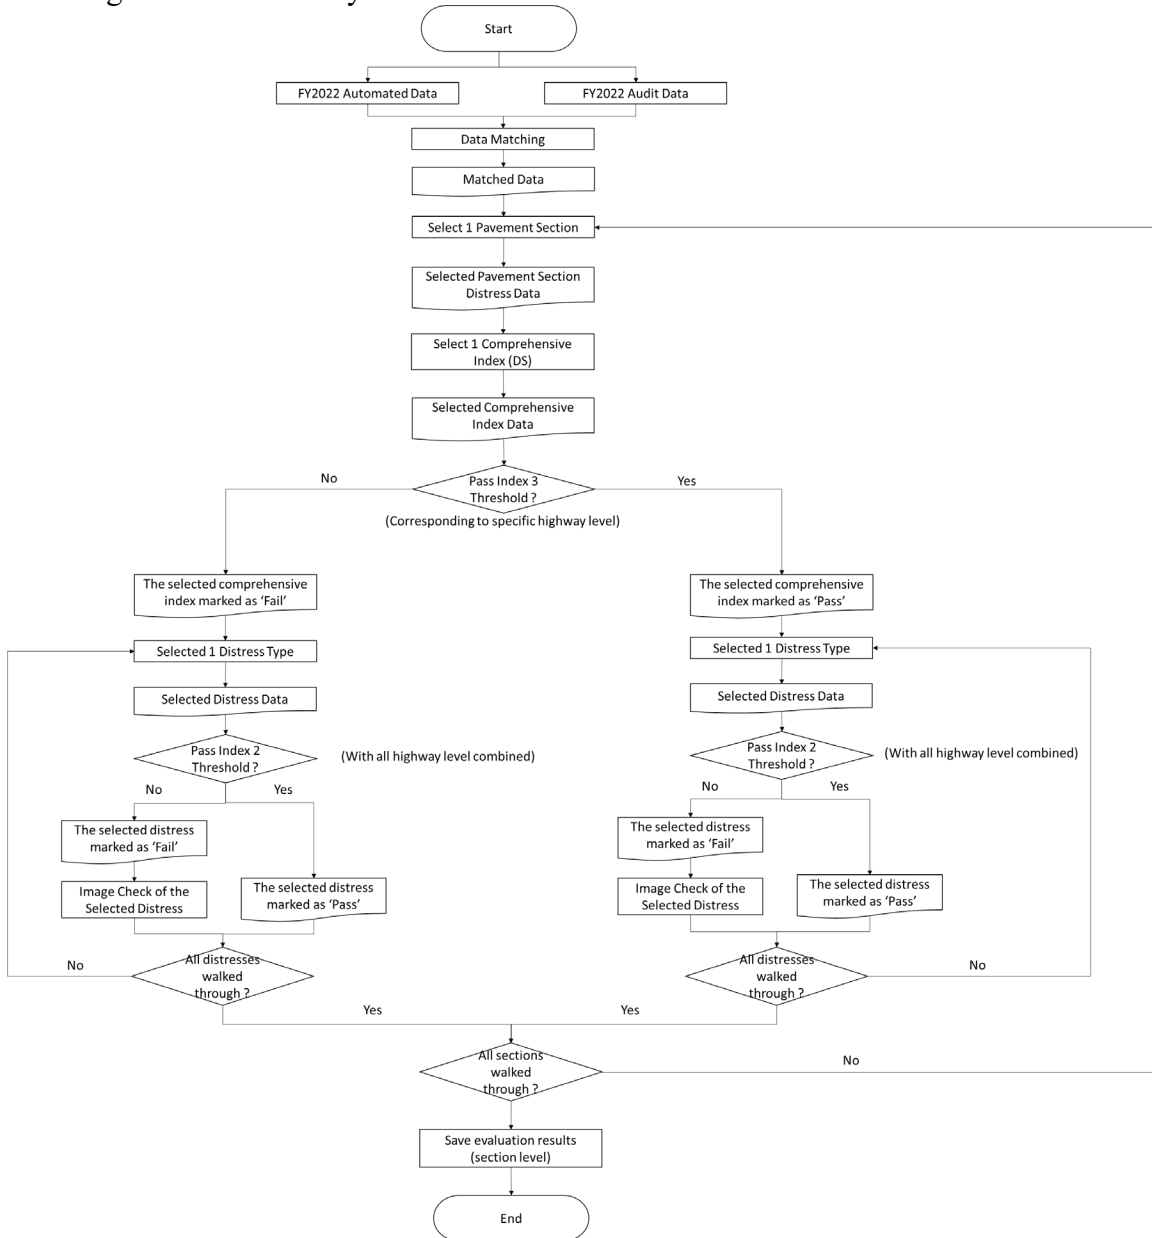 Start
FY2022 Automated Data
FY2022 Audit Data
Data Matching
Matched Data
Select 1 Pavement Section
Selected Pavement Section
Distress Data
Select 1 Comprehensive
Index (DS)
Selected Comprehensive
Index Data
No
Pass Index 3
Threshold ?
Yes
(Corresponding to specific highway level)
The selected comprehensive
index marked as ‘Fail’
The selected comprehensive
index marked as ‘Pass’
Selected 1 Distress Type
Selected 1 Distress Type
Selected Distress Data
Selected Distress Data
Pass Index 2
Threshold ?
(With all highway level combined)
Pass Index 2
Threshold ?
(With all highway level combined)
No
Yes
No
Yes
The selected distress
marked as ‘Fail’
The selected distress
marked as ‘Fail’
Image Check of the
Selected Distress
The selected distress
marked as ‘Pass’
Image Check of the
Selected Distress
The selected distress
marked as ‘Pass’
No
All distresses
walked
through ?
All distresses
walked
through ?
No
Yes
Yes
All sections
walked
through ?
No
Save evaluation results
(section level)
End